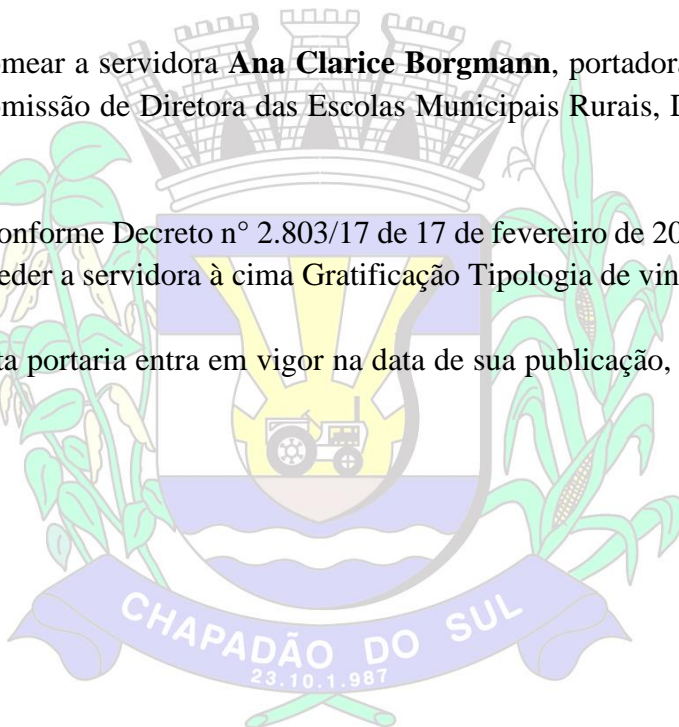 omear a servidora Ana Clarice Borgmann, portadora
omissão de Diretora das Escolas Municipais Rurais, D
onforme Decreto n° 2.803/17 de 17 de fevereiro de 20
eder a servidora à cima Gratificação Tipologia de vin
ta portaria entra em vigor na data de sua publicação,
CHAPADÃO DO SUL
23.10.1.987